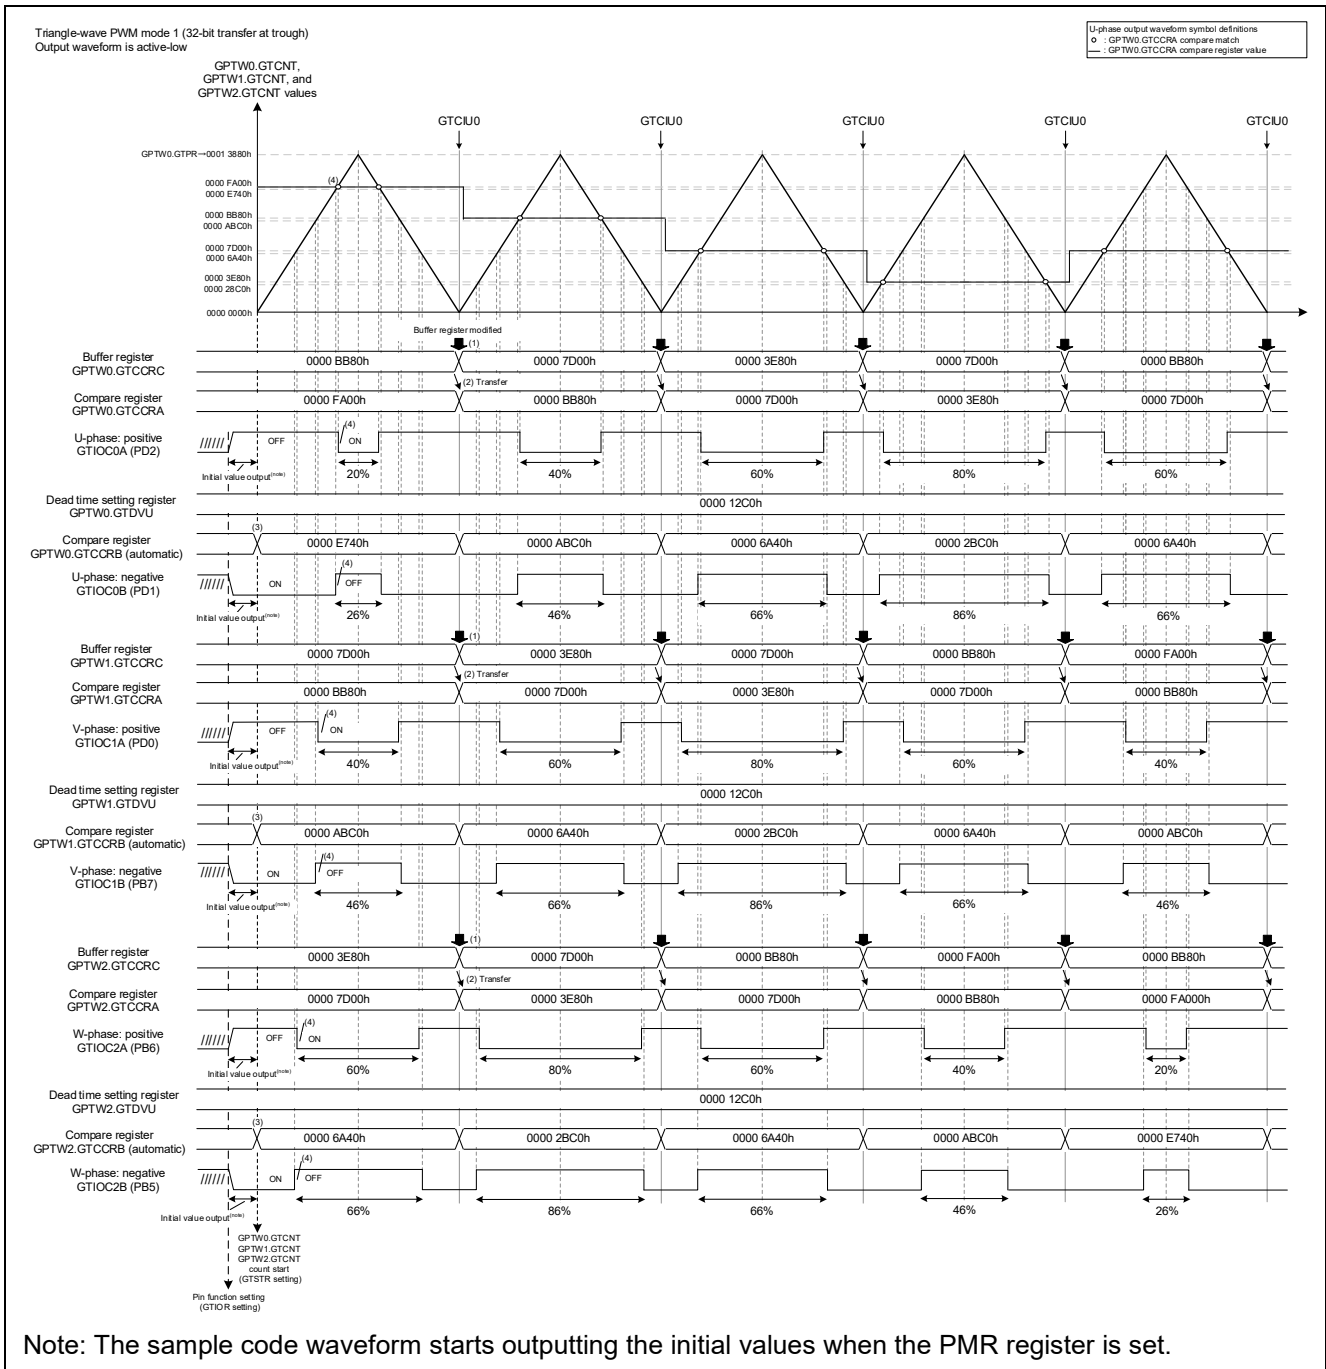 Triangle-wave PWM mode 1 (32-bit transfer at trough)
Output waveform is active-low
U-phase output waveform symbol definitions
: GPTW0.GTCCRA compare match
: GPTW0.GTCCRA compare register value
GPTW0.GTCNT,
GPTW1.GTCNT, and
GPTW2.GTCNT values
GTCIU0 GTCIU0 GTCIU0 GTCIU0 GTCIU0
GPTW0.GTPR→0001 3880h
0000 FA00h
(4)
0000 E740h
0000 BB80h
0000 ABC0h
0000 7D00h
0000 6A40h
0000 3E80h
0000 28C0h
0000 0000h
Buffer register modified
(1)
Buffer register
GPTW0.GTCCRC
0000 BB80h 0000 7D00h 0000 3E80h 0000 7D00h 0000 BB80h
(2) Transfer
Compare register
GPTW0.GTCCRA
0000 FA00h 0000 BB80h 0000 7D00h 0000 3E80h 0000 7D00h
U-phase: positive
GTIOC0A (PD2)
OFF (4) ON
Initial value output(note)
20% 40% 60% 80% 60%
Dead time setting register
GPTW0.GTDVU
0000 12C0h
(3)
Compare register
GPTW0.GTCCRB (automatic)
0000 E740h 0000 ABC0h 0000 6A40h 0000 2BC0h 0000 6A40h
U-phase: negative
GTIOC0B (PD1)
ON (4) OFF
Initial value output(note)
26% 46% 66% 86% 66%
(1)
Buffer register
GPTW1.GTCCRC
0000 7D00h 0000 3E80h 0000 7D00h 0000 BB80h 0000 FA00h
(2) Transfer
Compare register
GPTW1.GTCCRA
0000 BB80h 0000 7D00h 0000 3E80h 0000 7D00h 0000 BB80h
V-phase: positive
GTIOC1A (PD0)
OFF (4) ON
Initial value output(note)
40% 60% 80% 60% 40%
Dead time setting register
GPTW1.GTDVU
0000 12C0h
(3)
Compare register
GPTW1.GTCCRB (automatic)
0000 ABC0h 0000 6A40h 0000 2BC0h 0000 6A40h 0000 ABC0h
V-phase: negative
GTIOC1B (PB7)
ON (4) OFF
Initial value output(note)
46% 66% 86% 66% 46%
(1)
Buffer register
GPTW2.GTCCRC
0000 3E80h 0000 7D00h 0000 BB80h 0000 FA00h 0000 BB80h
(2) Transfer
Compare register
GPTW2.GTCCRA
0000 7D00h 0000 3E80h 0000 7D00h 0000 BB80h 0000 FA000h
W-phase: positive
GTIOC2A (PB6)
OFF (4) ON
Initial value output(note)
60% 80% 60% 40% 20%
Dead time setting register
GPTW2.GTDVU
0000 12C0h
(3)
Compare register
GPTW2.GTCCRB (automatic)
0000 6A40h 0000 2BC0h 0000 6A40h 0000 ABC0h 0000 E740h
W-phase: negative
GTIOC2B (PB5)
ON (4) OFF
Initial value output(note)
66% 86% 66% 46% 26%
GPTW0.GTCNT
GPTW1.GTCNT
GPTW2.GTCNT
count start
(GTSTR setting)
Pin function setting
(GTIOR setting)
Note: The sample code waveform starts outputting the initial values when the PMR register is set.